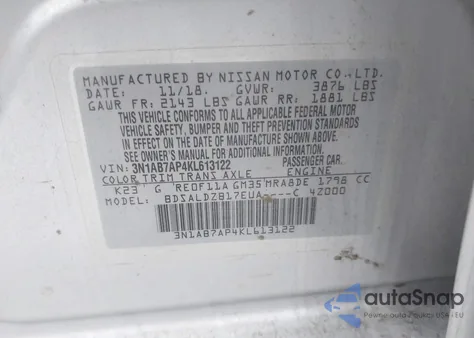 MANUFACTURED BY NISSAN MOTOR CO.,LTD.
DATE: 11/18 GVWR: 3876 LBS
GAWR FR: 2143 LBS GAWR RR: 1881 LBS
THIS VEHICLE CONFORMS TO ALL APPLICABLE FEDERAL MOTOR
VEHICLE SAFETY, BUMPER AND THEFT PREVENTION STANDARDS
IN EFFECT ON THE DATE OF MANUFACTURE SHOWN ABOVE.
SEE OWNER'S MANUAL FOR ADDITIONAL INFORMATION
VIN: 3N1AB7AP4KL613122 PASSENGER CAR
COLOR TRIM TRANS AXLE ENGINE
K23 G RE0F11A GM35 MRA8DE 1798 CC
MODEL: BDSALDZB17EUA----C 4Z000
3N1AB7AP4KL613122
autoSnap